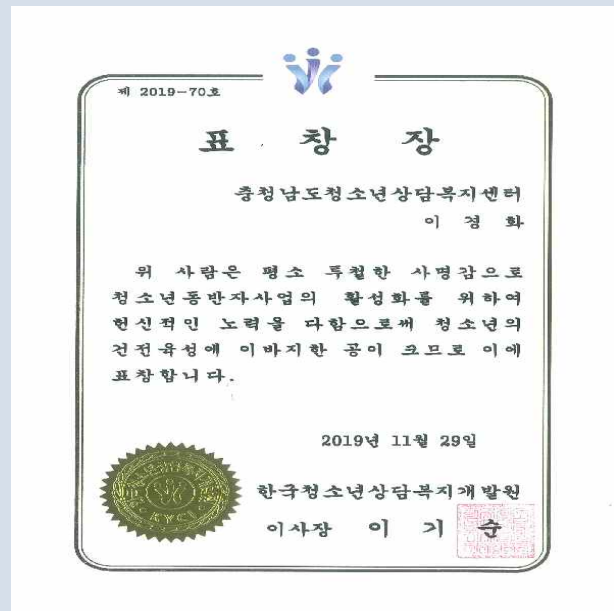 제 2019-70호
표 창 장
충청남도청소년상담복지센터
이 경 화
위 사람은 평소 투철한 사명감으로
청소년동반자사업의 활성화를 위하여
헌신적인 노력을 다함으로써 청소년의
건전육성에 이바지한 공이 크므로 이에
표창합니다.
2019년 11월 29일
한국청소년상담복지개발원
이사장 이 기 순
KYCI